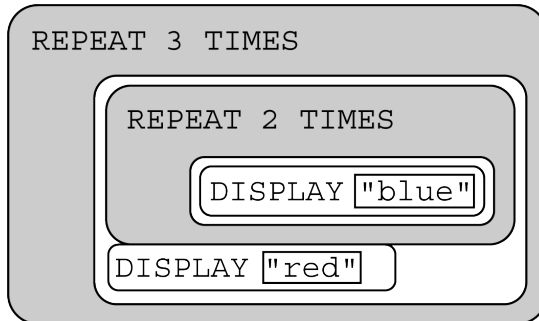 REPEAT 3 TIMES
REPEAT 2 TIMES
DISPLAY "blue"
DISPLAY "red"